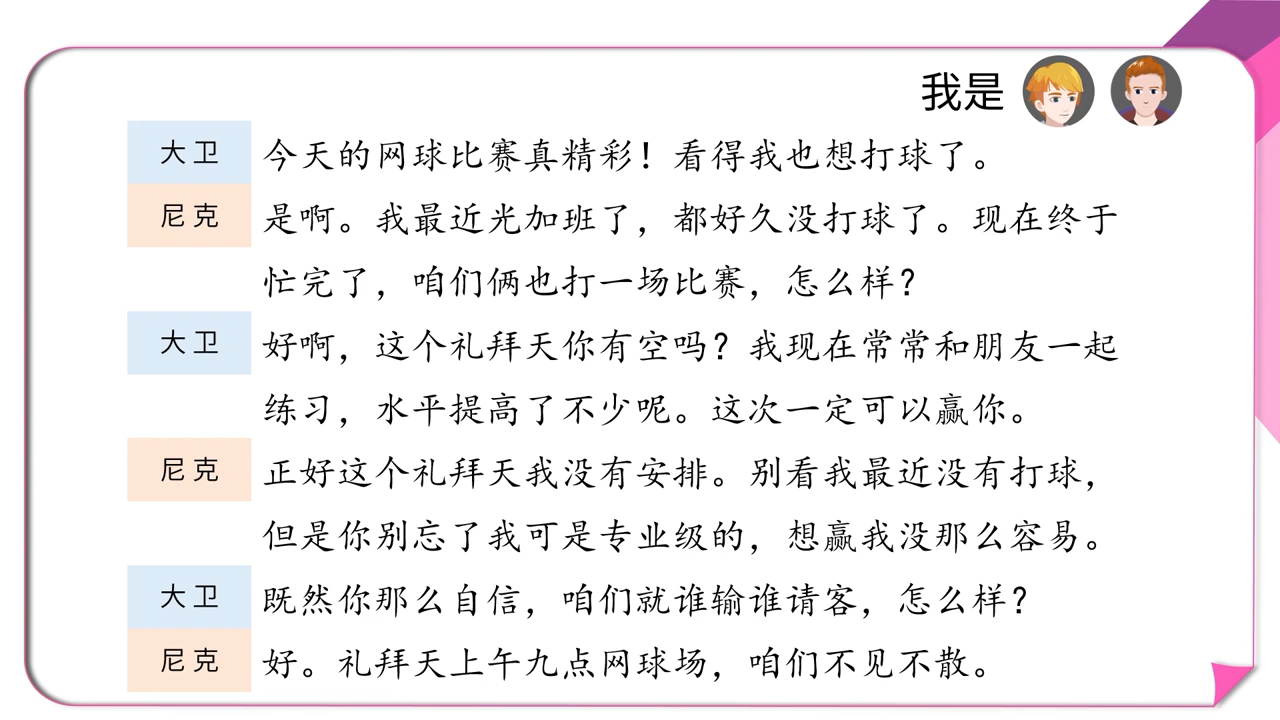 我是
大卫 今天的网球比赛真精彩！看得我也想打球了。
尼克 是啊。我最近光加班了，都好久没打球了。现在终于
忙完了，咱们俩也打一场比赛，怎么样？
大卫 好啊，这个礼拜天你有空吗？我现在常常和朋友一起
练习，水平提高了不少呢。这次一定可以赢你。
尼克 正好这个礼拜天我没有安排。别看我最近没有打球，
但是你别忘了我可是专业级的，想赢我没那么容易。
大卫 既然你那么自信，咱们就谁输谁请客，怎么样？
尼克 好。礼拜天上午九点网球场，咱们不见不散。